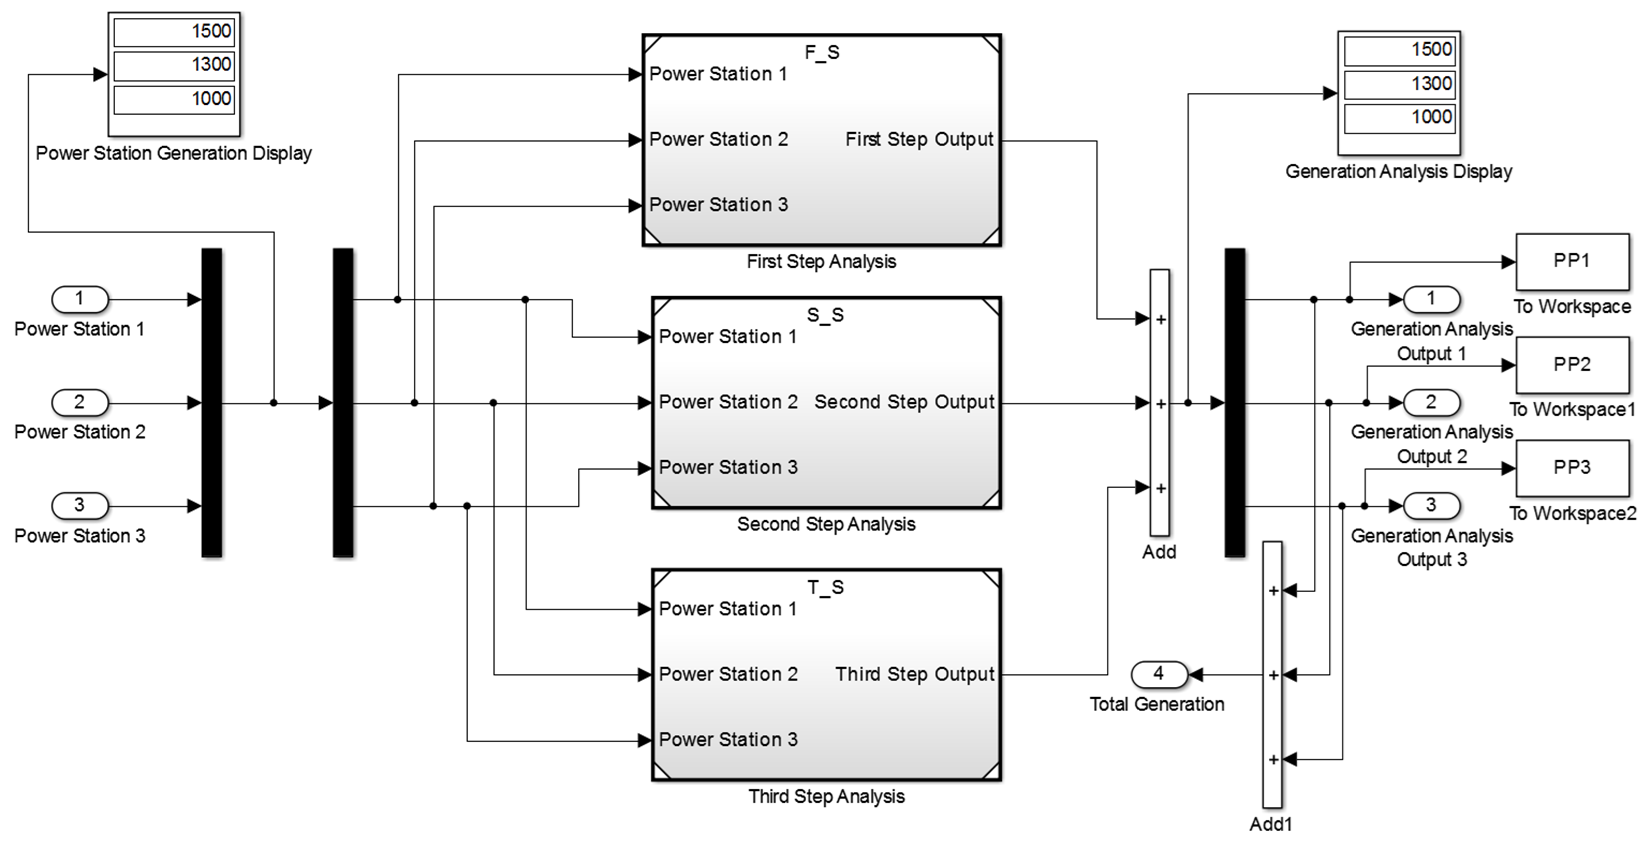 1500
1300
1000
Power Station Generation Display
1
Power Station 1
2
Power Station 2
3
Power Station 3
F_S
Power Station 1
Power Station 2
First Step Output
Power Station 3
First Step Analysis
S_S
Power Station 1
Power Station 2
Second Step Output
Power Station 3
Second Step Analysis
T_S
Power Station 1
Power Station 2
Third Step Output
Power Station 3
Third Step Analysis
+
+
+
Add
1500
1300
1000
Generation Analysis Display
PP1
To Workspace
1
Generation Analysis
Output 1
PP2
To Workspace1
2
Generation Analysis
Output 2
PP3
To Workspace2
3
Generation Analysis
Output 3
+
+
+
Add1
4
Total Generation